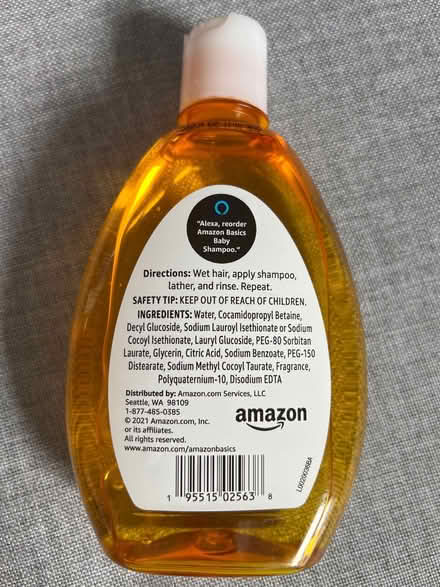 "Alexa, reorder
Amazon Basics
Baby
Shampoo."
Directions: Wet hair, apply shampoo,
lather, and rinse. Repeat.
SAFETY TIP: KEEP OUT OF REACH OF CHILDREN.
INGREDIENTS: Water, Cocamidopropyl Betaine,
Decyl Glucoside, Sodium Lauroyl Isethionate or Sodium
Cocoyl Isethionate, Lauryl Glucoside, PEG-80 Sorbitan
Laurate, Glycerin, Citric Acid, Sodium Benzoate, PEG-150
Distearate, Sodium Methyl Cocoyl Taurate, Fragrance,
Polyquaternium-10, Disodium EDTA
Distributed by: Amazon.com Services, LLC
Seattle, WA 98109
1-877-485-0385
© 2021 Amazon.com, Inc.
or its affiliates.
All rights reserved.
www.amazon.com/amazonbasics
amazon
1 95515 02563 8